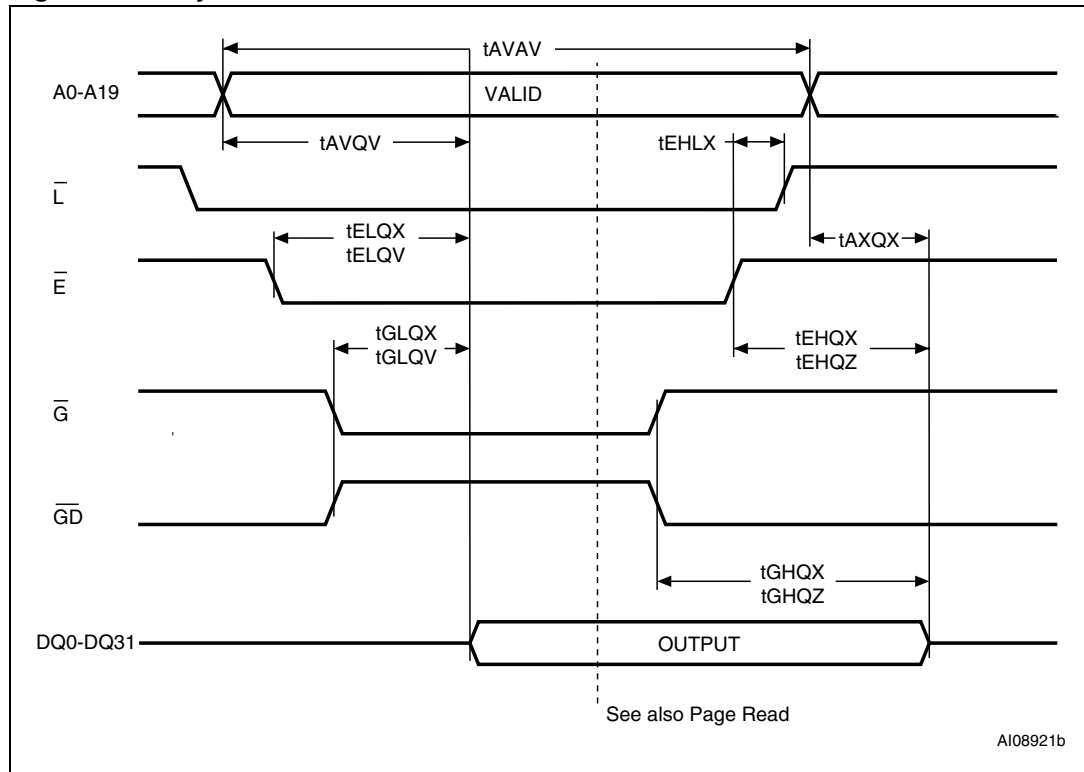 tAVAV
A0-A19
VALID
tAVQV
tEHLX
L̅
tELQX
tELQV
tAXQX
E̅
tGLQX
tGLQV
tEHQX
tEHQZ
G̅
G̅D̅
tGHQX
tGHQZ
DQ0-DQ31
OUTPUT
See also Page Read
AI08921b